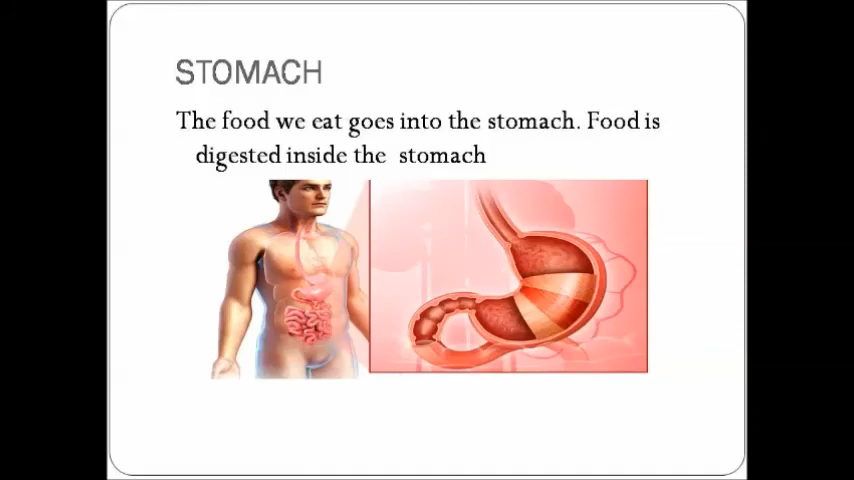 STOMACH
The food we eat goes into the stomach. Food is
digested inside the stomach